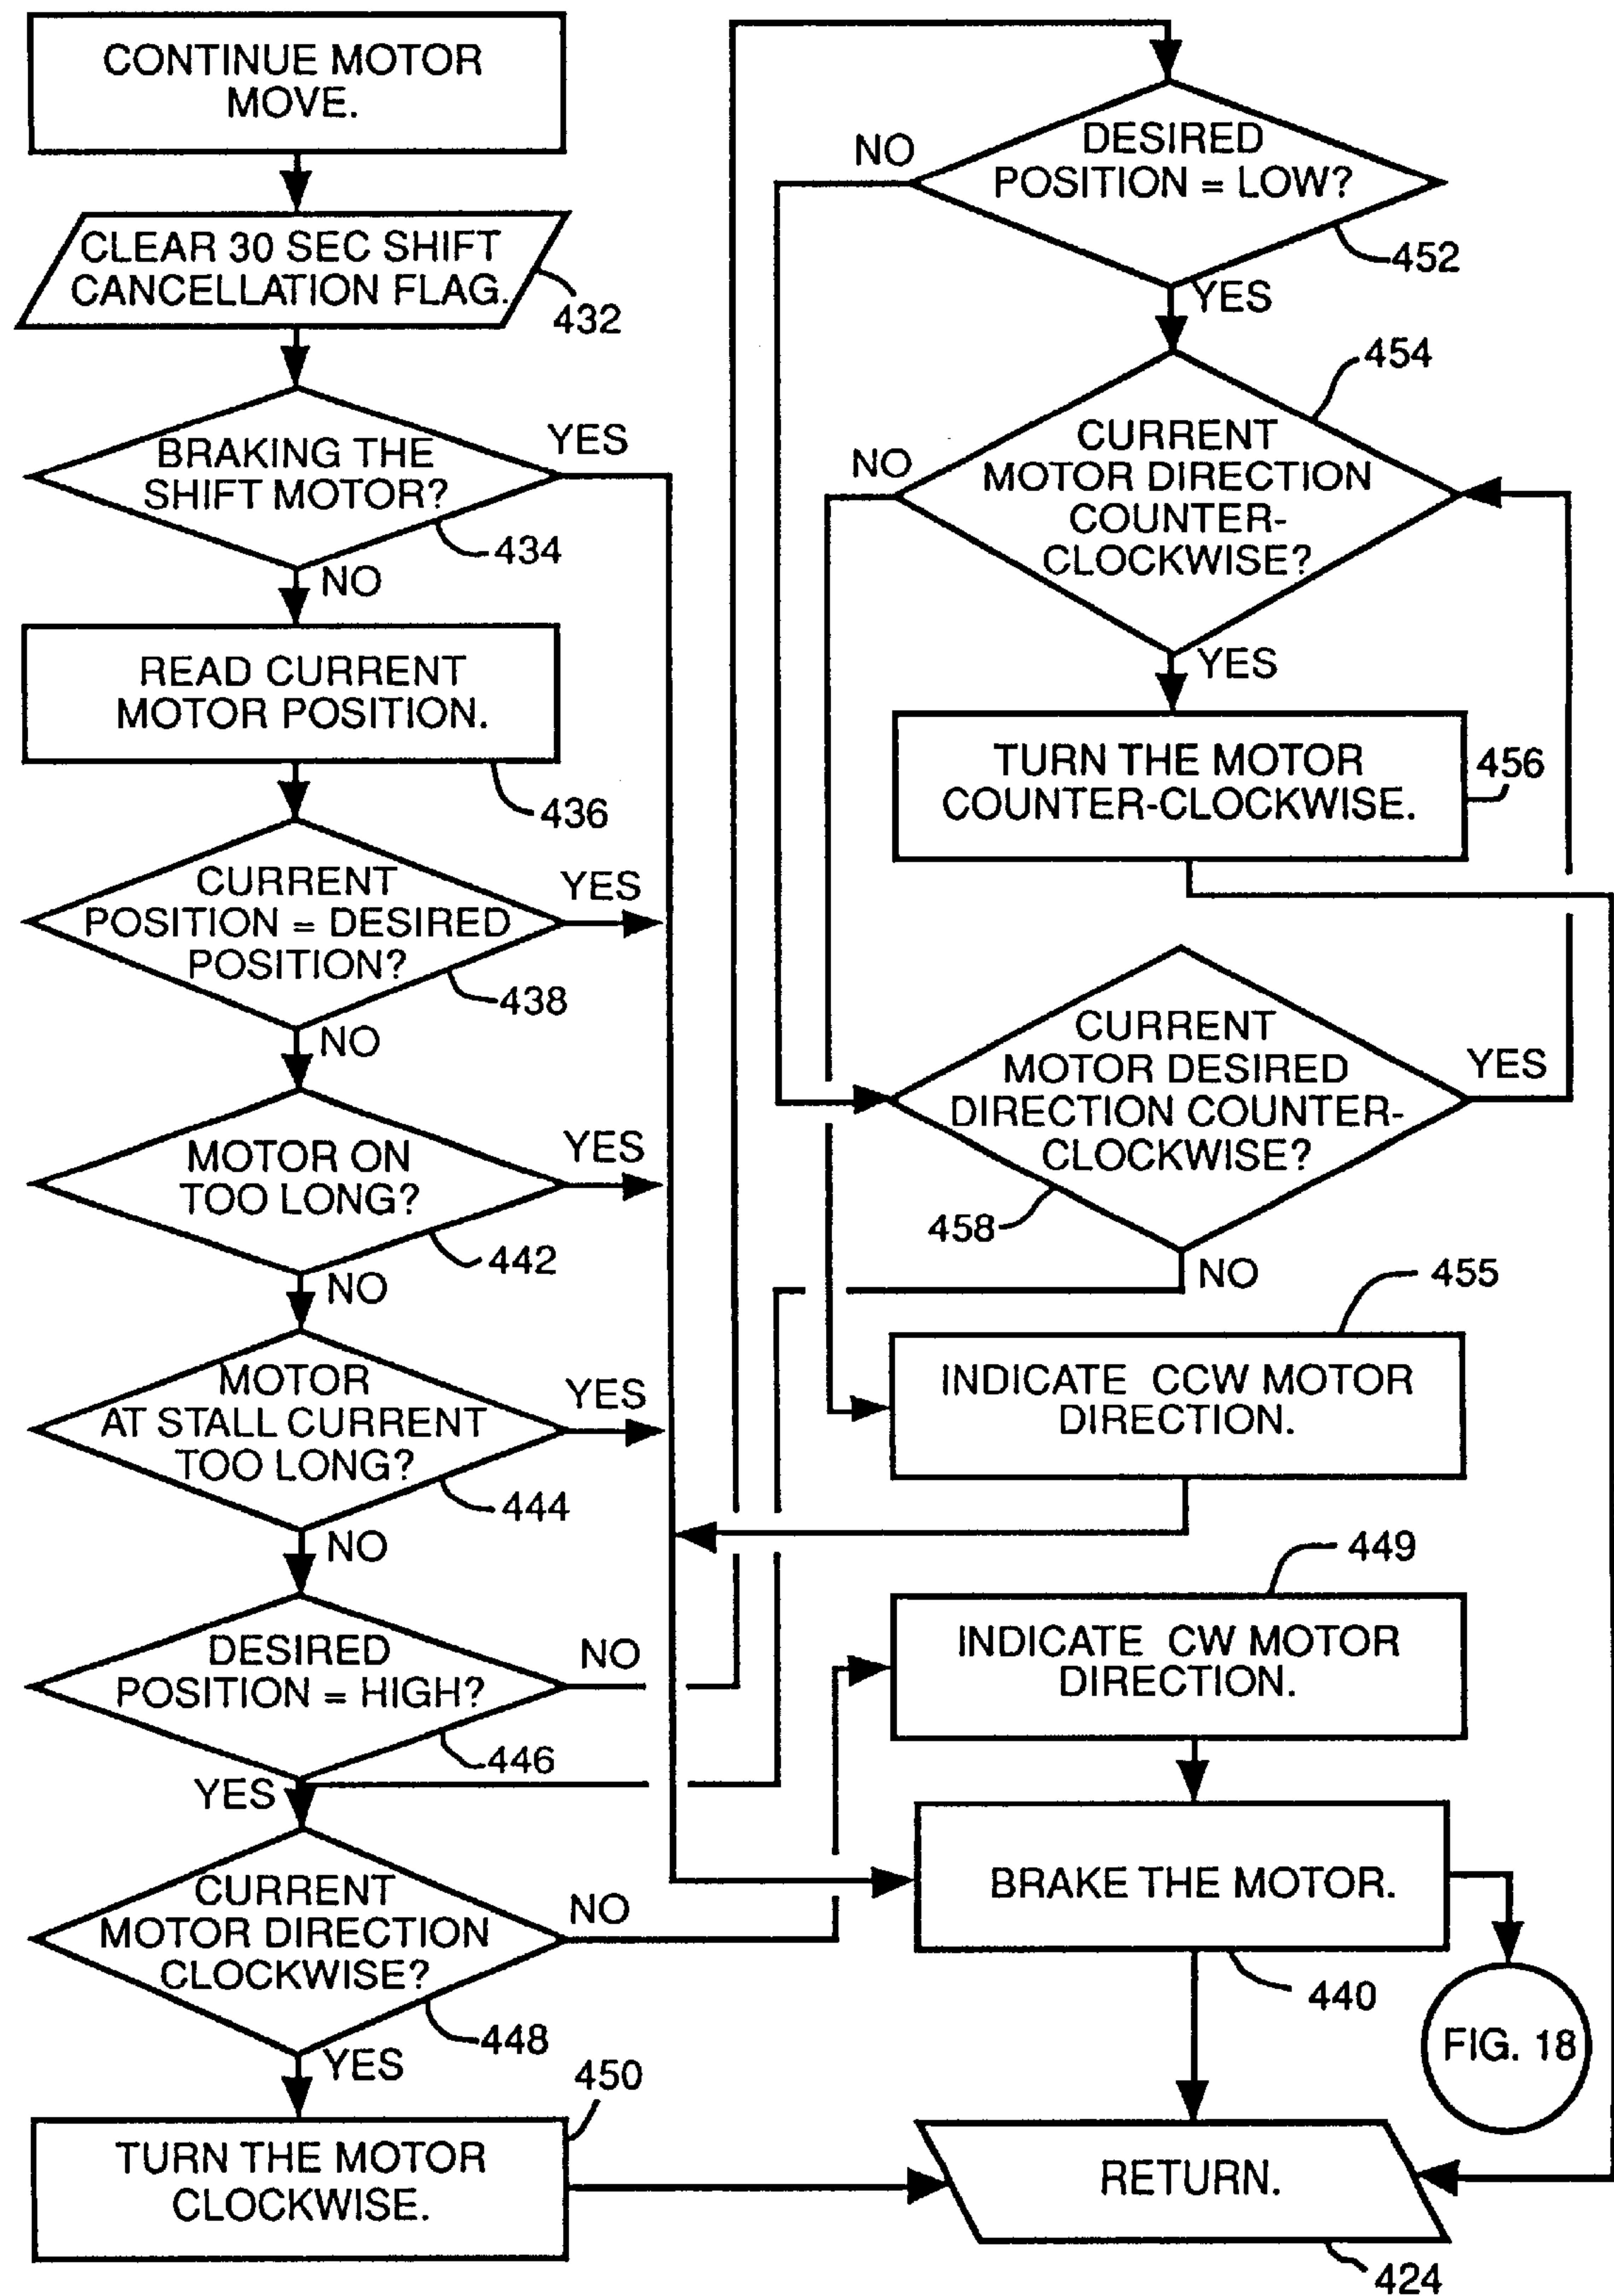 CONTINUE MOTOR
MOVE.
CLEAR 30 SEC SHIFT
CANCELLATION FLAG.
432
BRAKING THE
SHIFT MOTOR?
YES
434
NO
READ CURRENT
MOTOR POSITION.
436
CURRENT
POSITION = DESIRED
POSITION?
YES
438
NO
MOTOR ON
TOO LONG?
YES
442
NO
MOTOR
AT STALL CURRENT
TOO LONG?
YES
444
NO
DESIRED
POSITION = HIGH?
NO
446
YES
CURRENT
MOTOR DIRECTION
CLOCKWISE?
NO
448
YES
450
TURN THE MOTOR
CLOCKWISE.
DESIRED
POSITION = LOW?
NO
452
YES
454
CURRENT
MOTOR DIRECTION
COUNTER-
CLOCKWISE?
NO
YES
TURN THE MOTOR
COUNTER-CLOCKWISE.
456
CURRENT
MOTOR DESIRED
DIRECTION COUNTER-
CLOCKWISE?
YES
458
NO
455
INDICATE CCW MOTOR
DIRECTION.
449
INDICATE CW MOTOR
DIRECTION.
BRAKE THE MOTOR.
440
FIG. 18
RETURN.
424